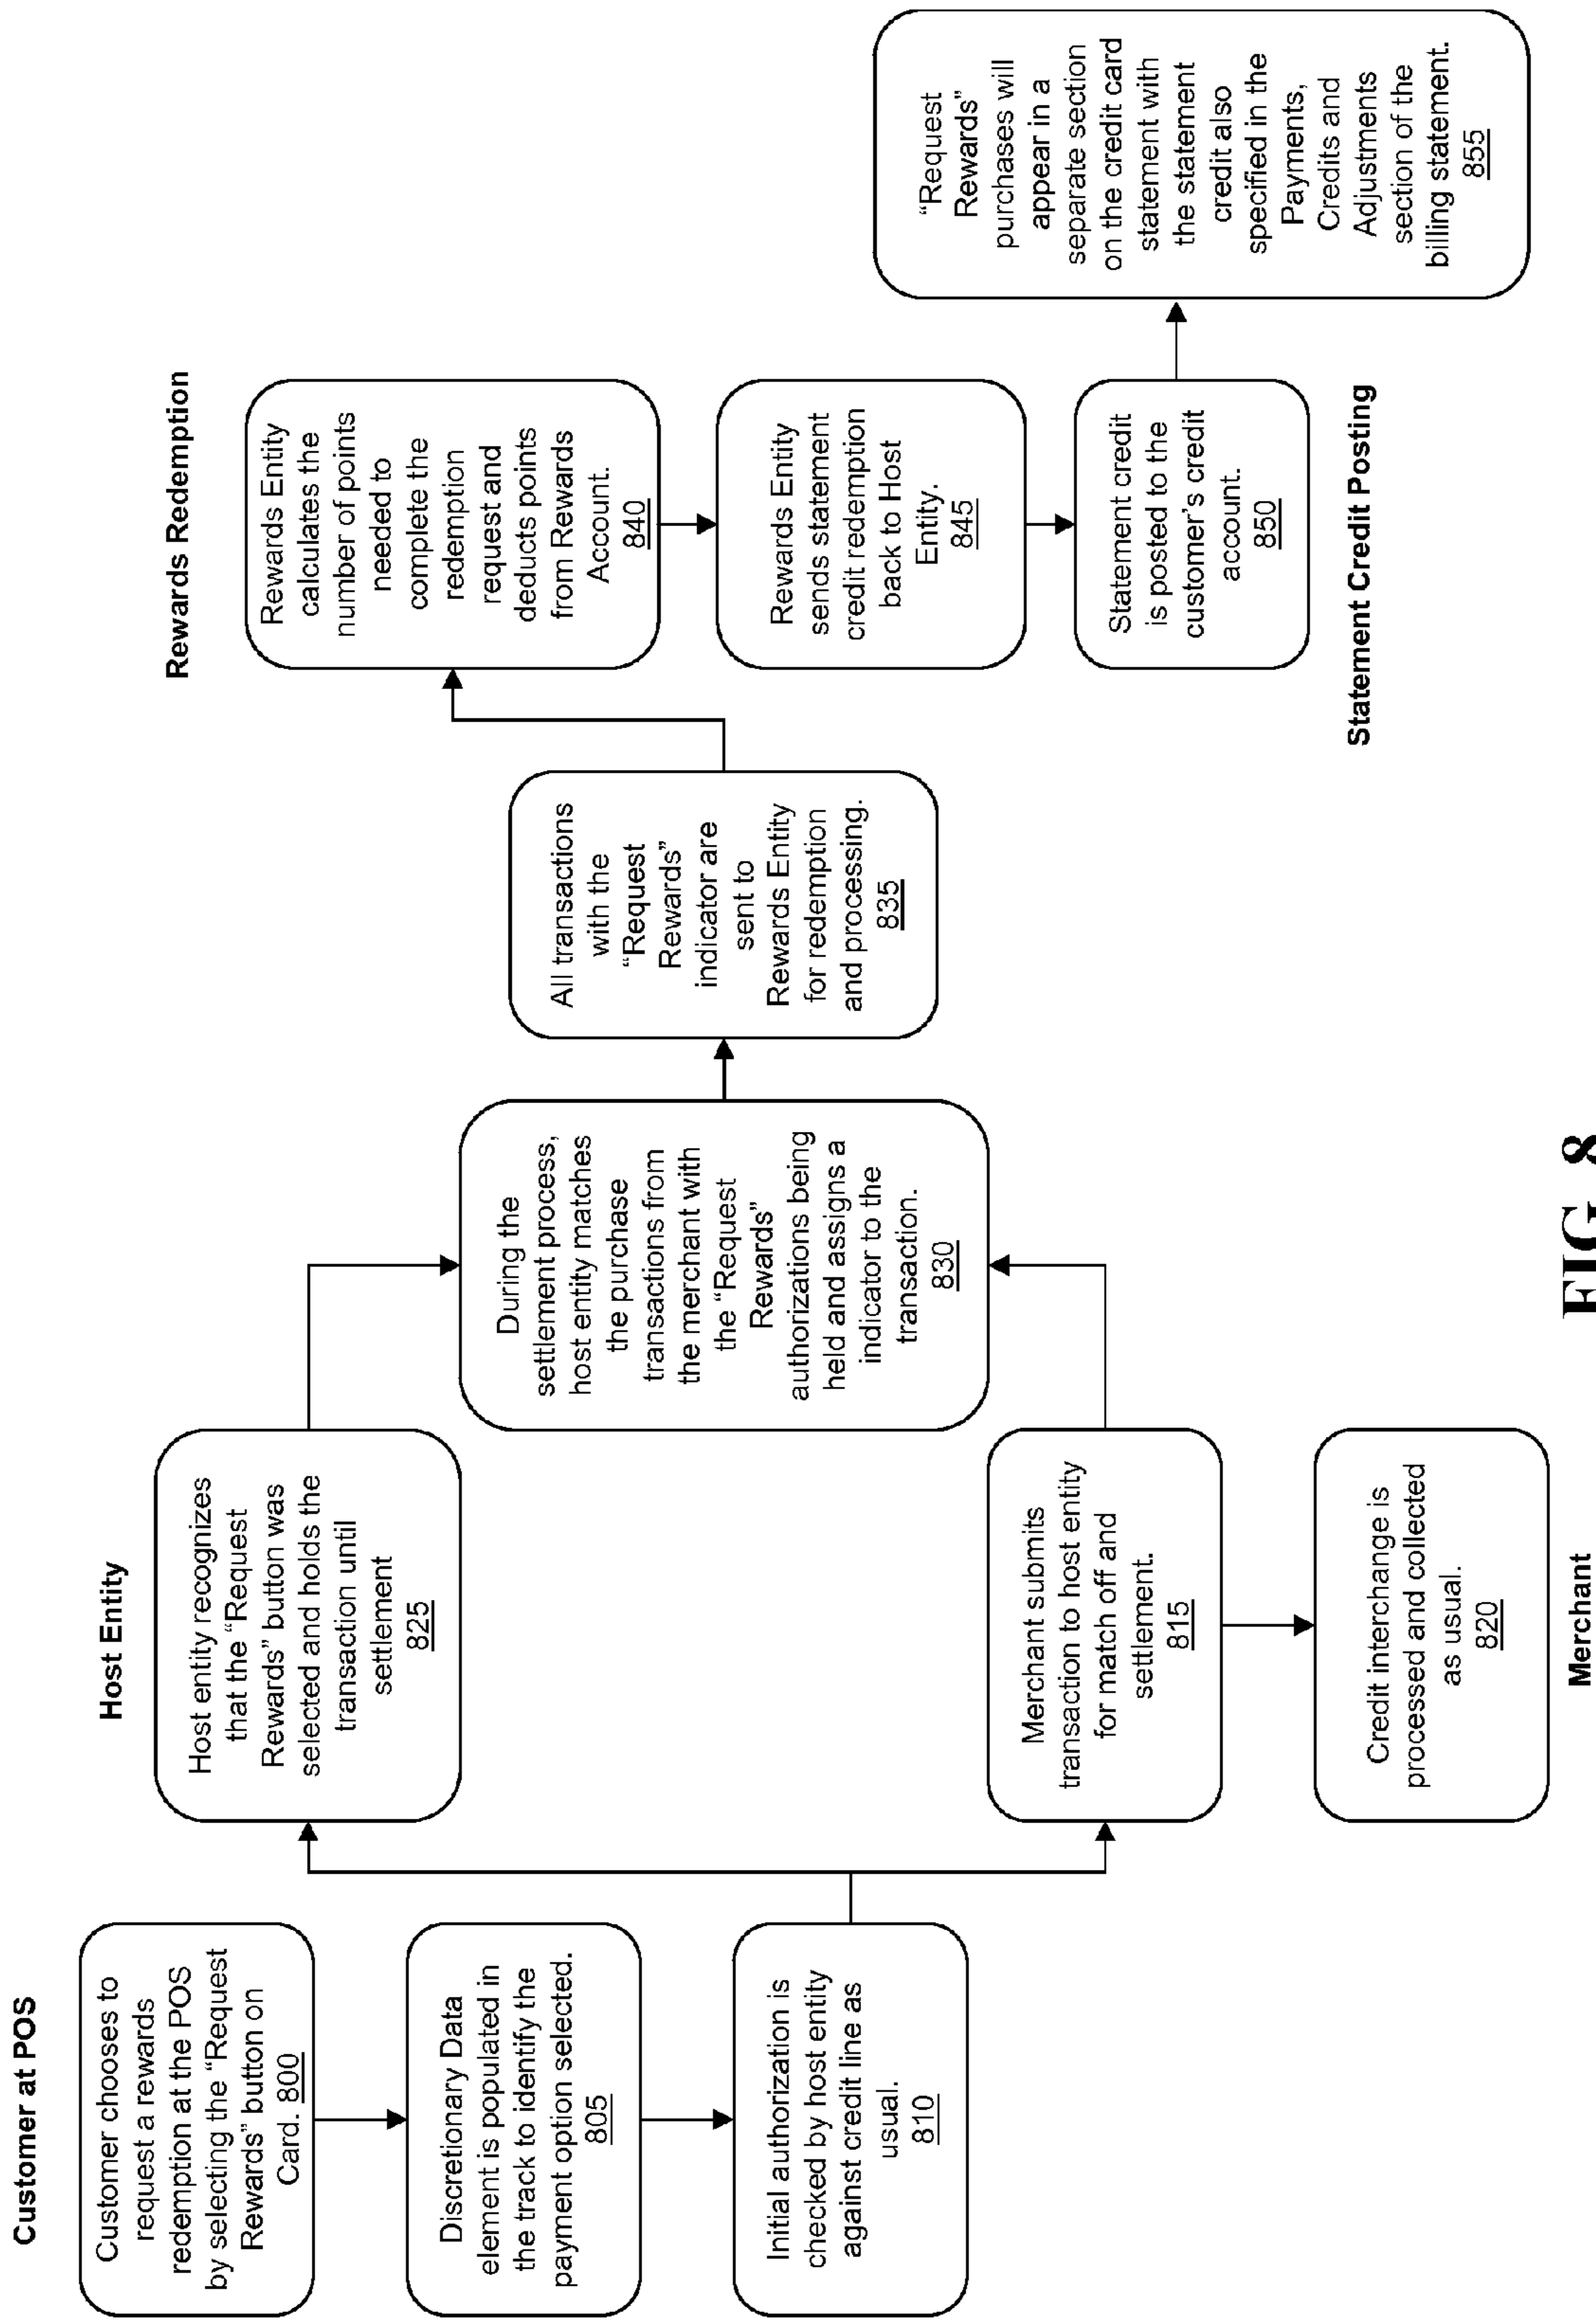 Customer at POS
Customer chooses to
request a rewards
redemption at the POS
by selecting the “Request
Rewards” button on
Card. 800
Discretionary Data
element is populated in
the track to identify the
payment option selected.
805
Initial authorization is
checked by host entity
against credit line as
usual.
810
Host Entity
Host entity recognizes
that the “Request
Rewards” button was
selected and holds the
transaction until
settlement
825
Merchant submits
transaction to host entity
for match off and
settlement.
815
Credit interchange is
processed and collected
as usual.
820
Merchant
During the
settlement process,
host entity matches
the purchase
transactions from
the merchant with
the “Request
Rewards”
authorizations being
held and assigns a
indicator to the
transaction.
830
All transactions
with the
“Request
Rewards”
indicator are
sent to
Rewards Entity
for redemption
and processing.
835
Rewards Redemption
Rewards Entity
calculates the
number of points
needed to
complete the
redemption
request and
deducts points
from Rewards
Account.
840
Rewards Entity
sends statement
credit redemption
back to Host
Entity.
845
Statement credit
is posted to the
customer’s credit
account.
850
Statement Credit Posting
“Request
Rewards”
purchases will
appear in a
separate section
on the credit card
statement with
the statement
credit also
specified in the
Payments,
Credits and
Adjustments
section of the
billing statement.
855
FIG 8